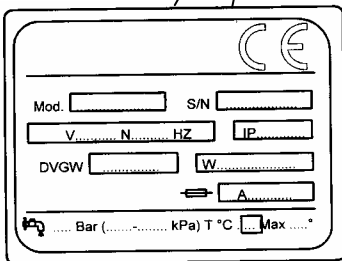 CE
Mod. ............ S/N ............
V........... N......... HZ IP...........
DVGW ............ W...................
A...........
..... Bar (.......-........ kPa) T °C .... Max .....°